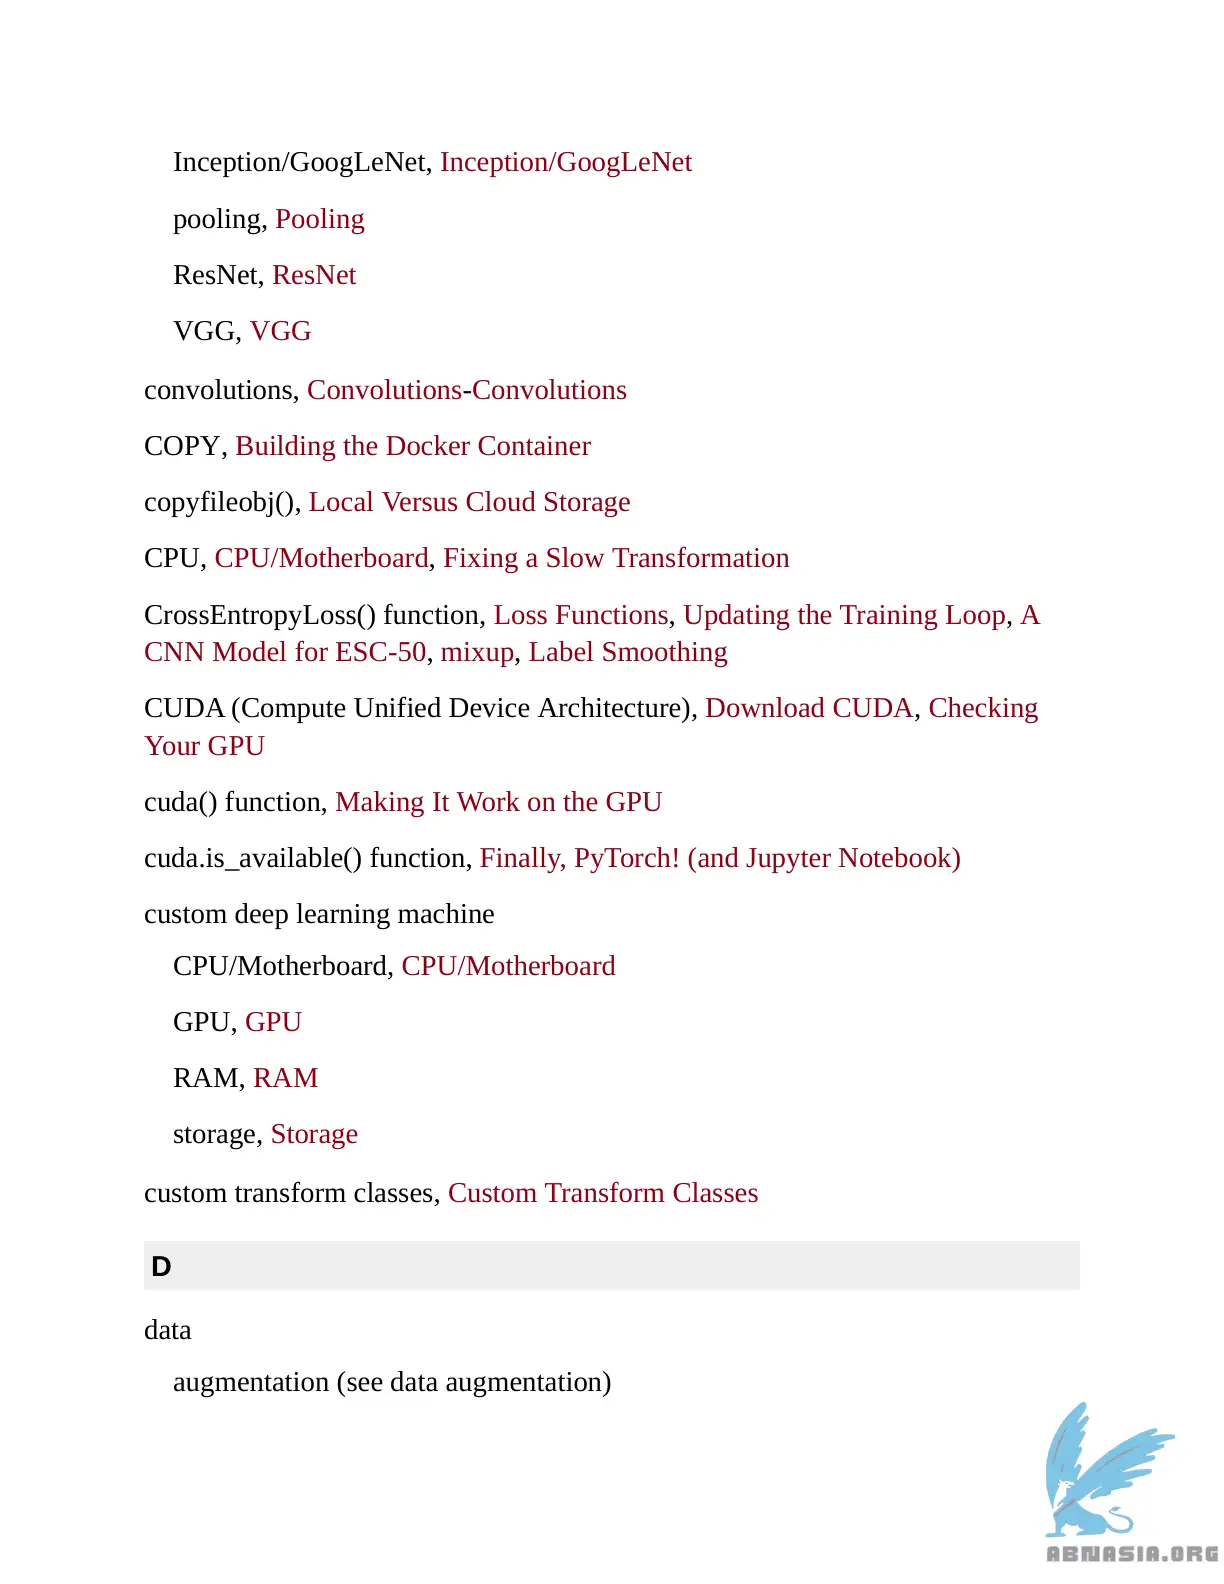 Inception/GoogLeNet, Inception/GoogLeNet
pooling, Pooling
ResNet, ResNet
VGG, VGG
convolutions, Convolutions-Convolutions
COPY, Building the Docker Container
copyfileobj(), Local Versus Cloud Storage
CPU, CPU/Motherboard, Fixing a Slow Transformation
CrossEntropyLoss() function, Loss Functions, Updating the Training Loop, A
CNN Model for ESC-50, mixup, Label Smoothing
CUDA (Compute Unified Device Architecture), Download CUDA, Checking
Your GPU
cuda() function, Making It Work on the GPU
cuda.is_available() function, Finally, PyTorch! (and Jupyter Notebook)
custom deep learning machine
CPU/Motherboard, CPU/Motherboard
GPU, GPU
RAM, RAM
storage, Storage
custom transform classes, Custom Transform Classes
D
data
augmentation (see data augmentation)
ABNASIA.ORG